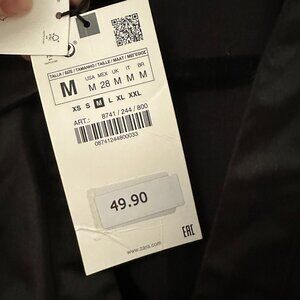 TALLA / SIZE / TAMANHO / TAILLE / MAAT / MÉRETEK
USA MEX UK IT BR
M M 28 M M M
XS S M L XL XXL
ART.: 8741 / 244 / 800
08741244800033
49.90
www.zara.com
EAC